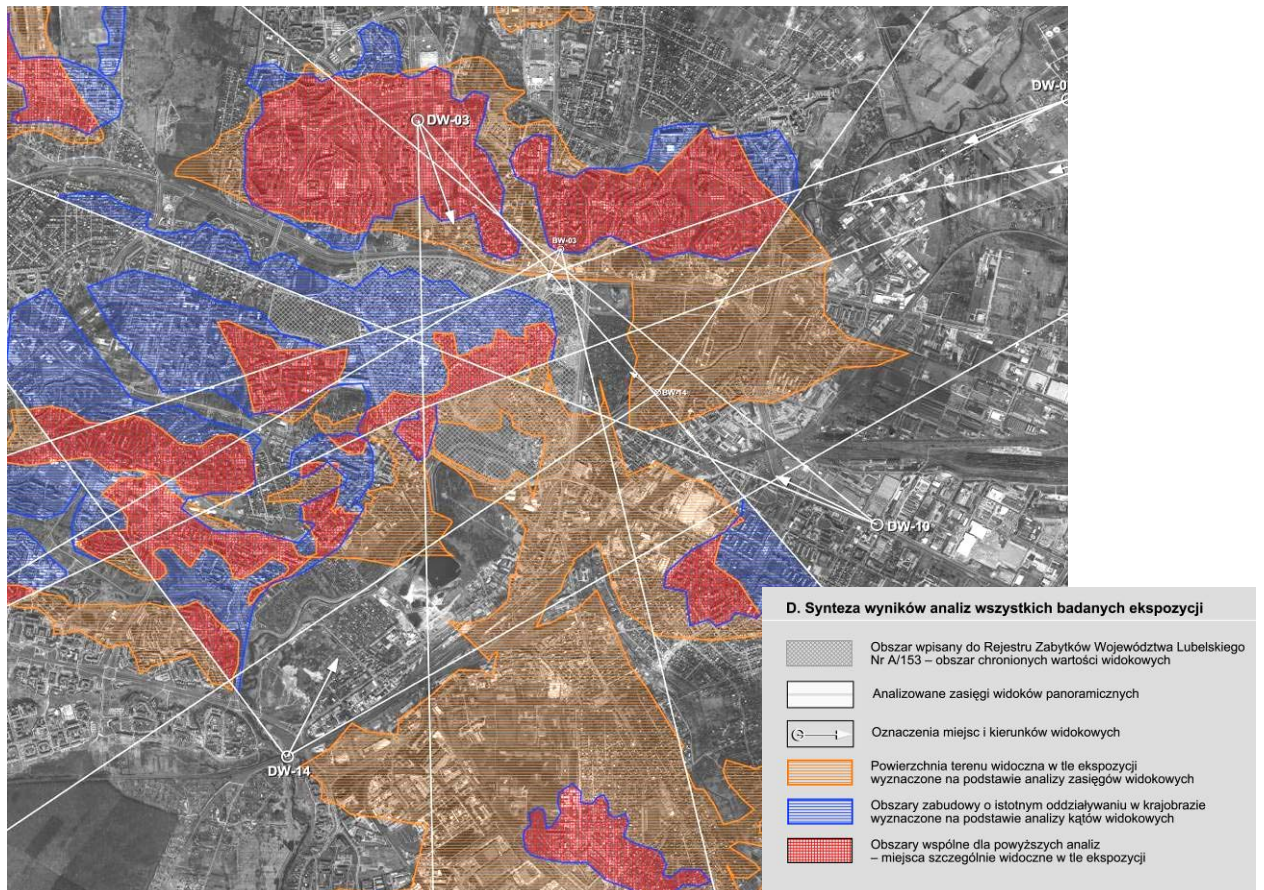 DW-0
DW-03
BW-03
BW-14
DW-10
DW-14
D. Synteza wyników analiz wszystkich badanych ekspozycji
Obszar wpisany do Rejestru Zabytków Województwa Lubelskiego
Nr A/153 – obszar chronionych wartości widokowych
Analizowane zasięgi widoków panoramicznych
Oznaczenia miejsc i kierunków widokowych
Powierzchnia terenu widoczna w tle ekspozycji
wyznaczone na podstawie analizy zasięgów widokowych
Obszary zabudowy o istotnym oddziaływaniu w krajobrazie
wyznaczone na podstawie analizy kątów widokowych
Obszary wspólne dla powyższych analiz
– miejsca szczególnie widoczne w tle ekspozycji